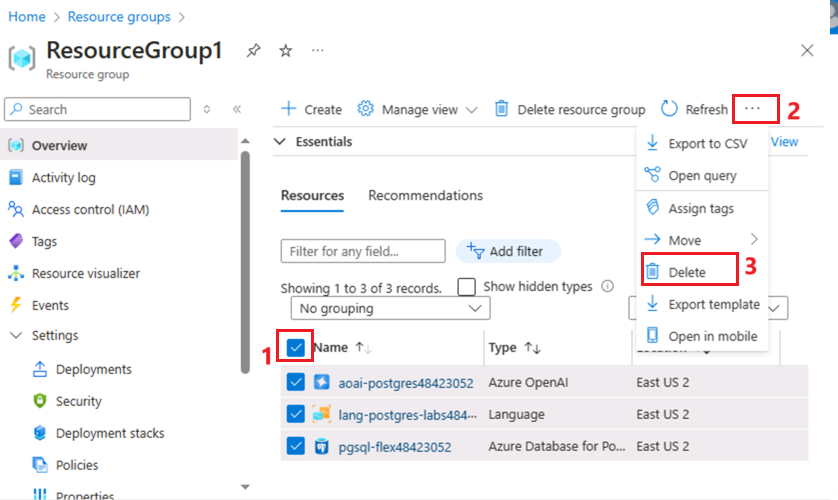 Home > Resource groups >
ResourceGroup1 ...
Resource group
Search
«
Create Manage view Delete resource group Refresh ... 2
Overview
Activity log
Access control (IAM)
Tags
Resource visualizer
Events
Settings
Deployments
Security
Deployment stacks
Policies
Properties
Essentials
View
Export to CSV
Open query
Assign tags
Move >
Delete 3
Export template
Open in mobile
Resources Recommendations
Filter for any field... Add filter
Showing 1 to 3 of 3 records. Show hidden types
No grouping
1 Name ↑↓ Type ↑↓ Location
aoai-postgres48423052 Azure OpenAI East US 2
lang-postgres-labs484... Language East US 2
pgsql-flex48423052 Azure Database for Po... East US 2